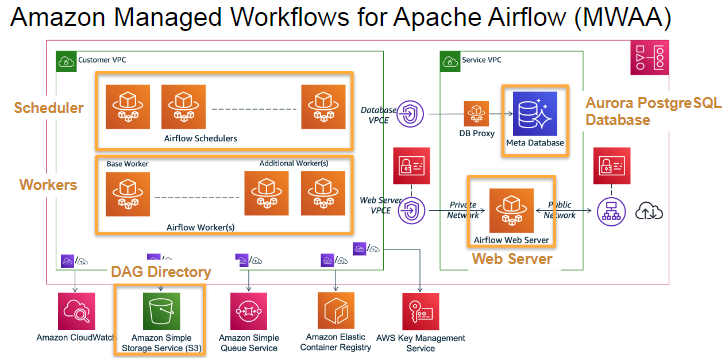 Amazon Managed Workflows for Apache Airflow (MWAA)
Customer VPC
Service VPC
Scheduler
Airflow Schedulers
Database
VPCE
DB Proxy
Meta Database
Aurora PostgreSQL
Database
Workers
Base Worker
Additional Worker(s)
Airflow Worker(s)
Web Server
VPCE
Private
Network
Airflow Web Server
Public
Network
Web Server
DAG Directory
Amazon CloudWatch
Amazon Simple
Storage Service (S3)
Amazon Simple
Queue Service
Amazon Elastic
Container Registry
AWS Key Management
Service